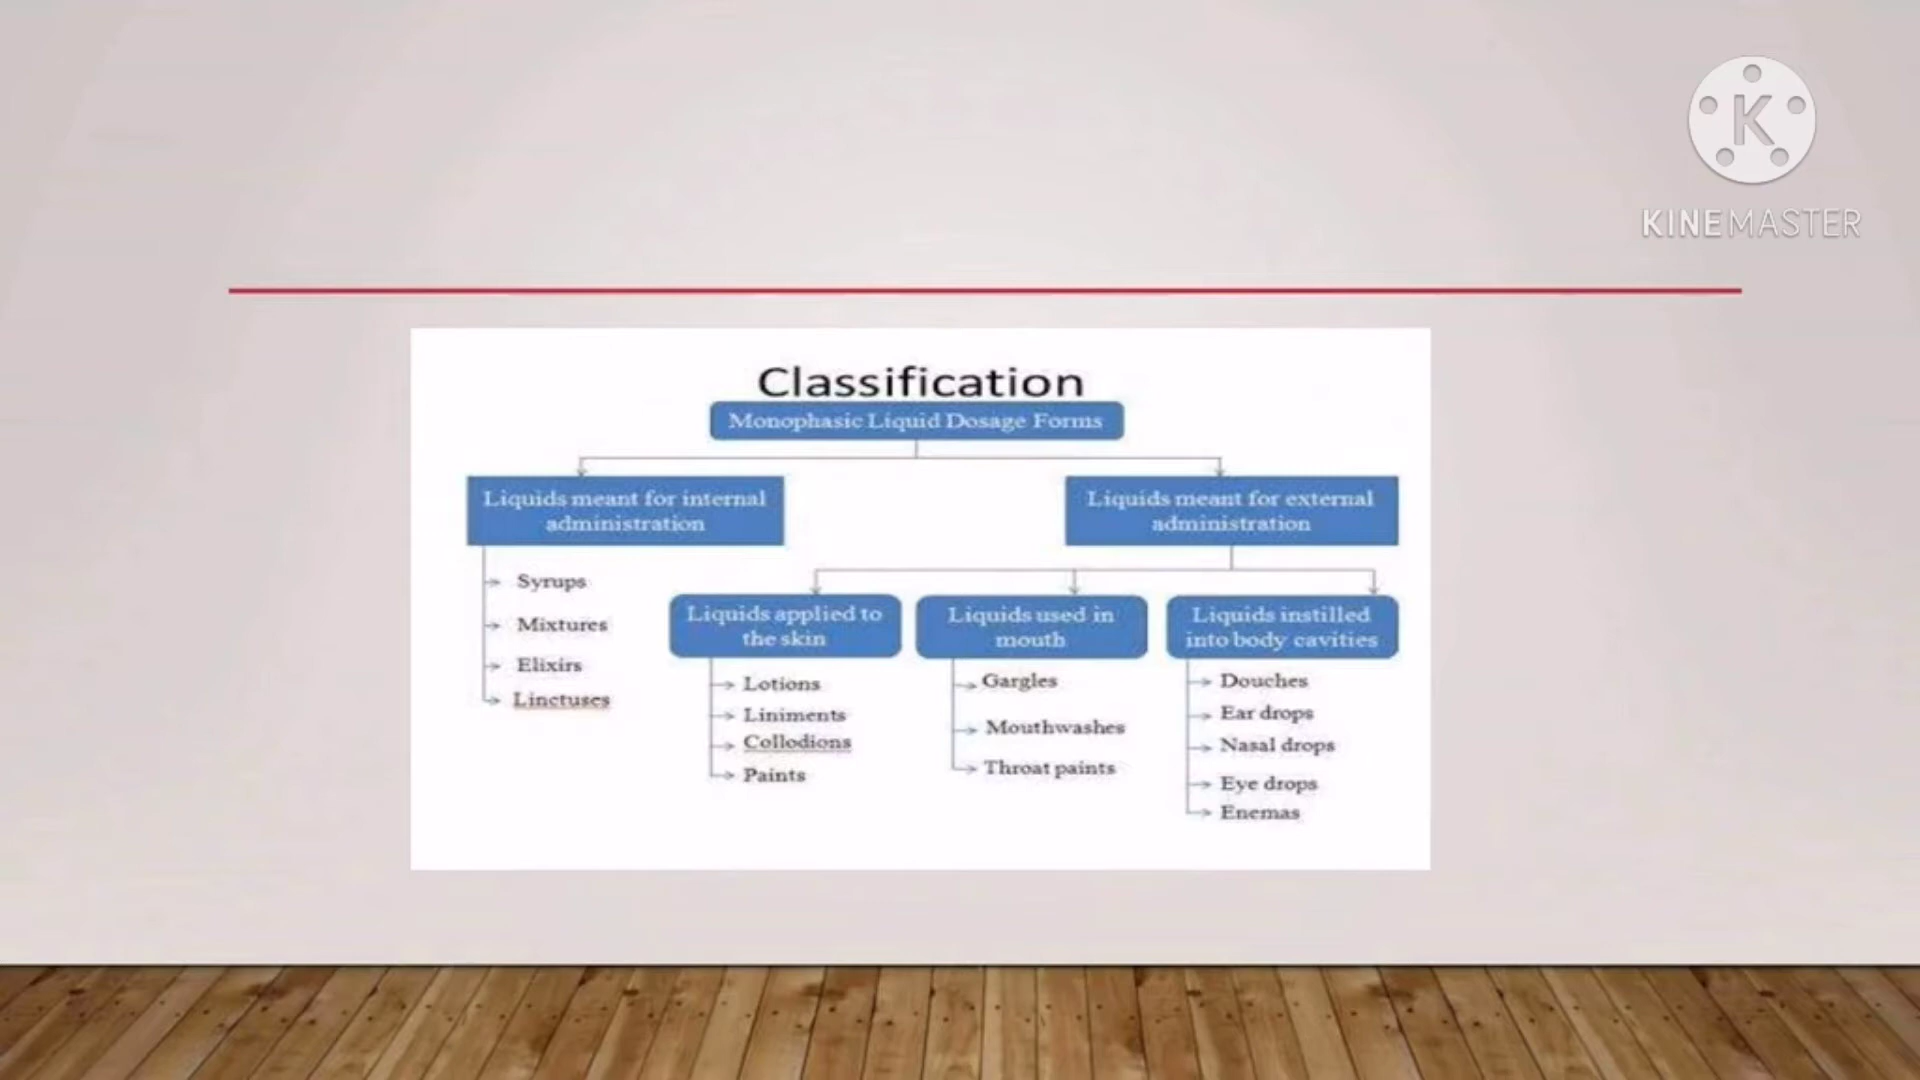 K
KINEMASTER
Classification
Monophasic Liquid Dosage Forms
Liquids meant for internal
administration
Syrups
Mixtures
Elixirs
Linctuses
Liquids meant for external
administration
Liquids applied to
the skin
Lotions
Liniments
Collodions
Paints
Liquids used in
mouth
Gargles
Mouthwashes
Throat paints
Liquids instilled
into body cavities
Douches
Ear drops
Nasal drops
Eye drops
Enemas